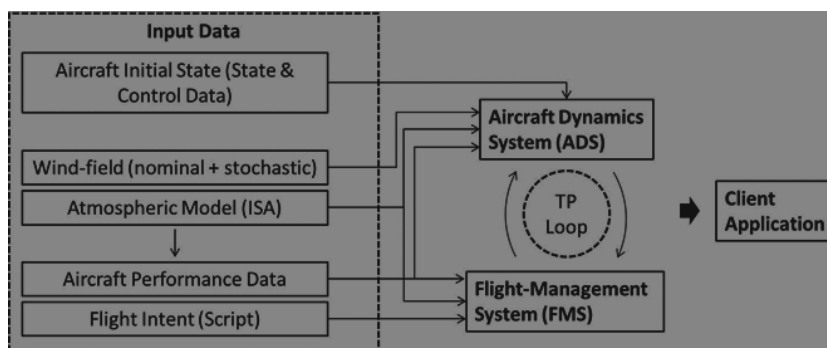 Input Data
Aircraft Initial State (State &
Control Data)
Wind-field (nominal + stochastic)
Atmospheric Model (ISA)
Aircraft Performance Data
Flight Intent (Script)
Aircraft Dynamics
System (ADS)
TP
Loop
Flight-Management
System (FMS)
Client
Application